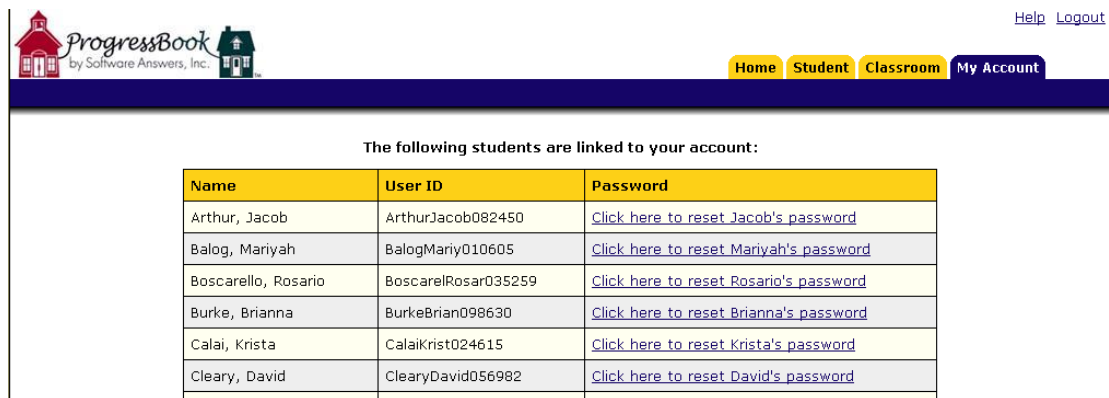 Help Logout
ProgressBook
by Software Answers, Inc.
Home Student Classroom My Account
The following students are linked to your account:
Name User ID Password
Arthur, Jacob ArthurJacob082450 Click here to reset Jacob's password
Balog, Mariyah BalogMariy010605 Click here to reset Mariyah's password
Boscarello, Rosario BoscarelRosar035259 Click here to reset Rosario's password
Burke, Brianna BurkeBrian098630 Click here to reset Brianna's password
Calai, Krista CalaiKrist024615 Click here to reset Krista's password
Cleary, David ClearyDavid056982 Click here to reset David's password